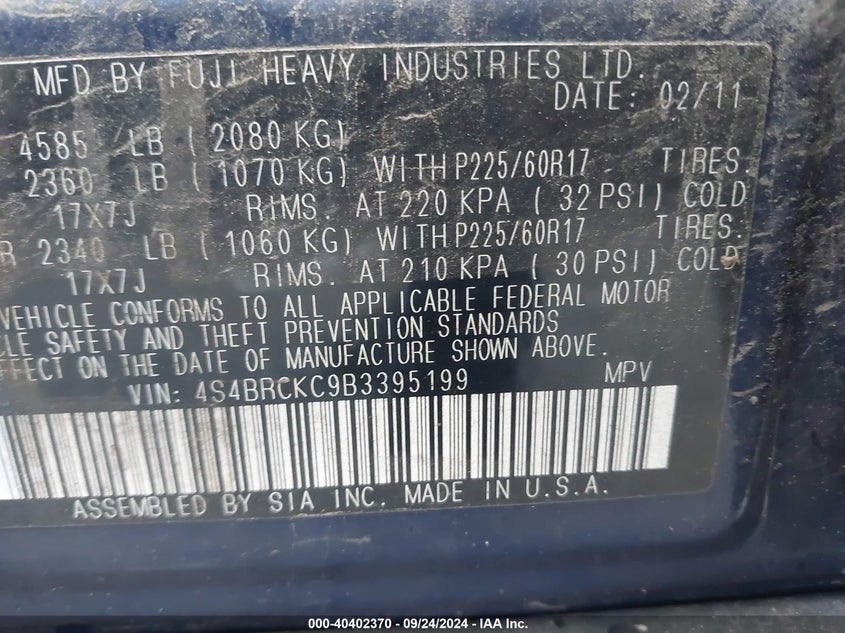 MFD BY FUJI HEAVY INDUSTRIES LTD.
DATE: 02/11
4585 LB ( 2080 KG)
2360 LB ( 1070 KG) WITH P225/60R17 TIRES.
17X7J RIMS. AT 220 KPA ( 32 PSI) COLD
R 2340 LB ( 1060 KG) WITH P225/60R17 TIRES.
17X7J RIMS. AT 210 KPA ( 30 PSI) COLD
VEHICLE CONFORMS TO ALL APPLICABLE FEDERAL MOTOR
CLE SAFETY AND THEFT PREVENTION STANDARDS
FFECT ON THE DATE OF MANUFACTURE SHOWN ABOVE.
VIN: 4S4BRCKC9B3395199 MPV
ASSEMBLED BY SIA INC. MADE IN U.S.A.
000-40402370 - 09/24/2024 - IAA Inc.